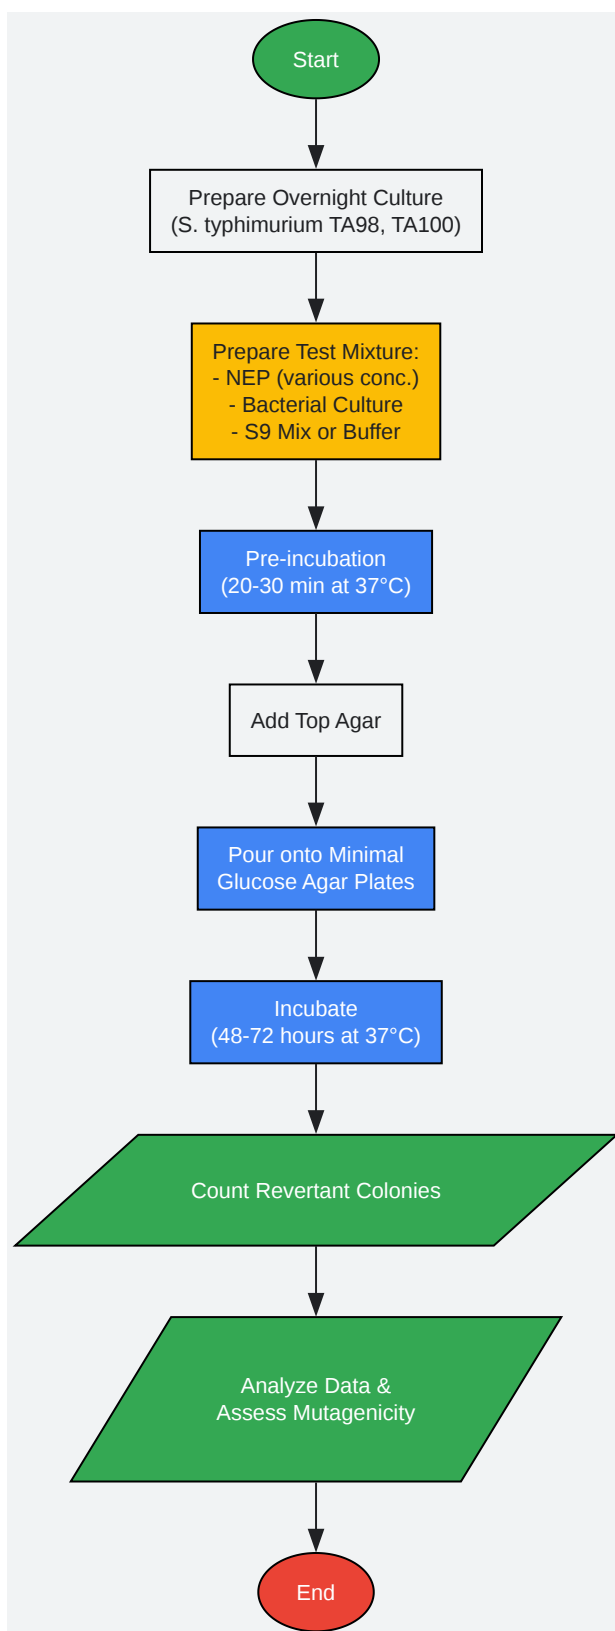 Start
Prepare Overnight Culture
(S. typhimurium TA98, TA100)
Prepare Test Mixture:
- NEP (various conc.)
- Bacterial Culture
- S9 Mix or Buffer
Pre-incubation
(20-30 min at 37°C)
Add Top Agar
Pour onto Minimal
Glucose Agar Plates
Incubate
(48-72 hours at 37°C)
Count Revertant Colonies
Analyze Data &
Assess Mutagenicity
End